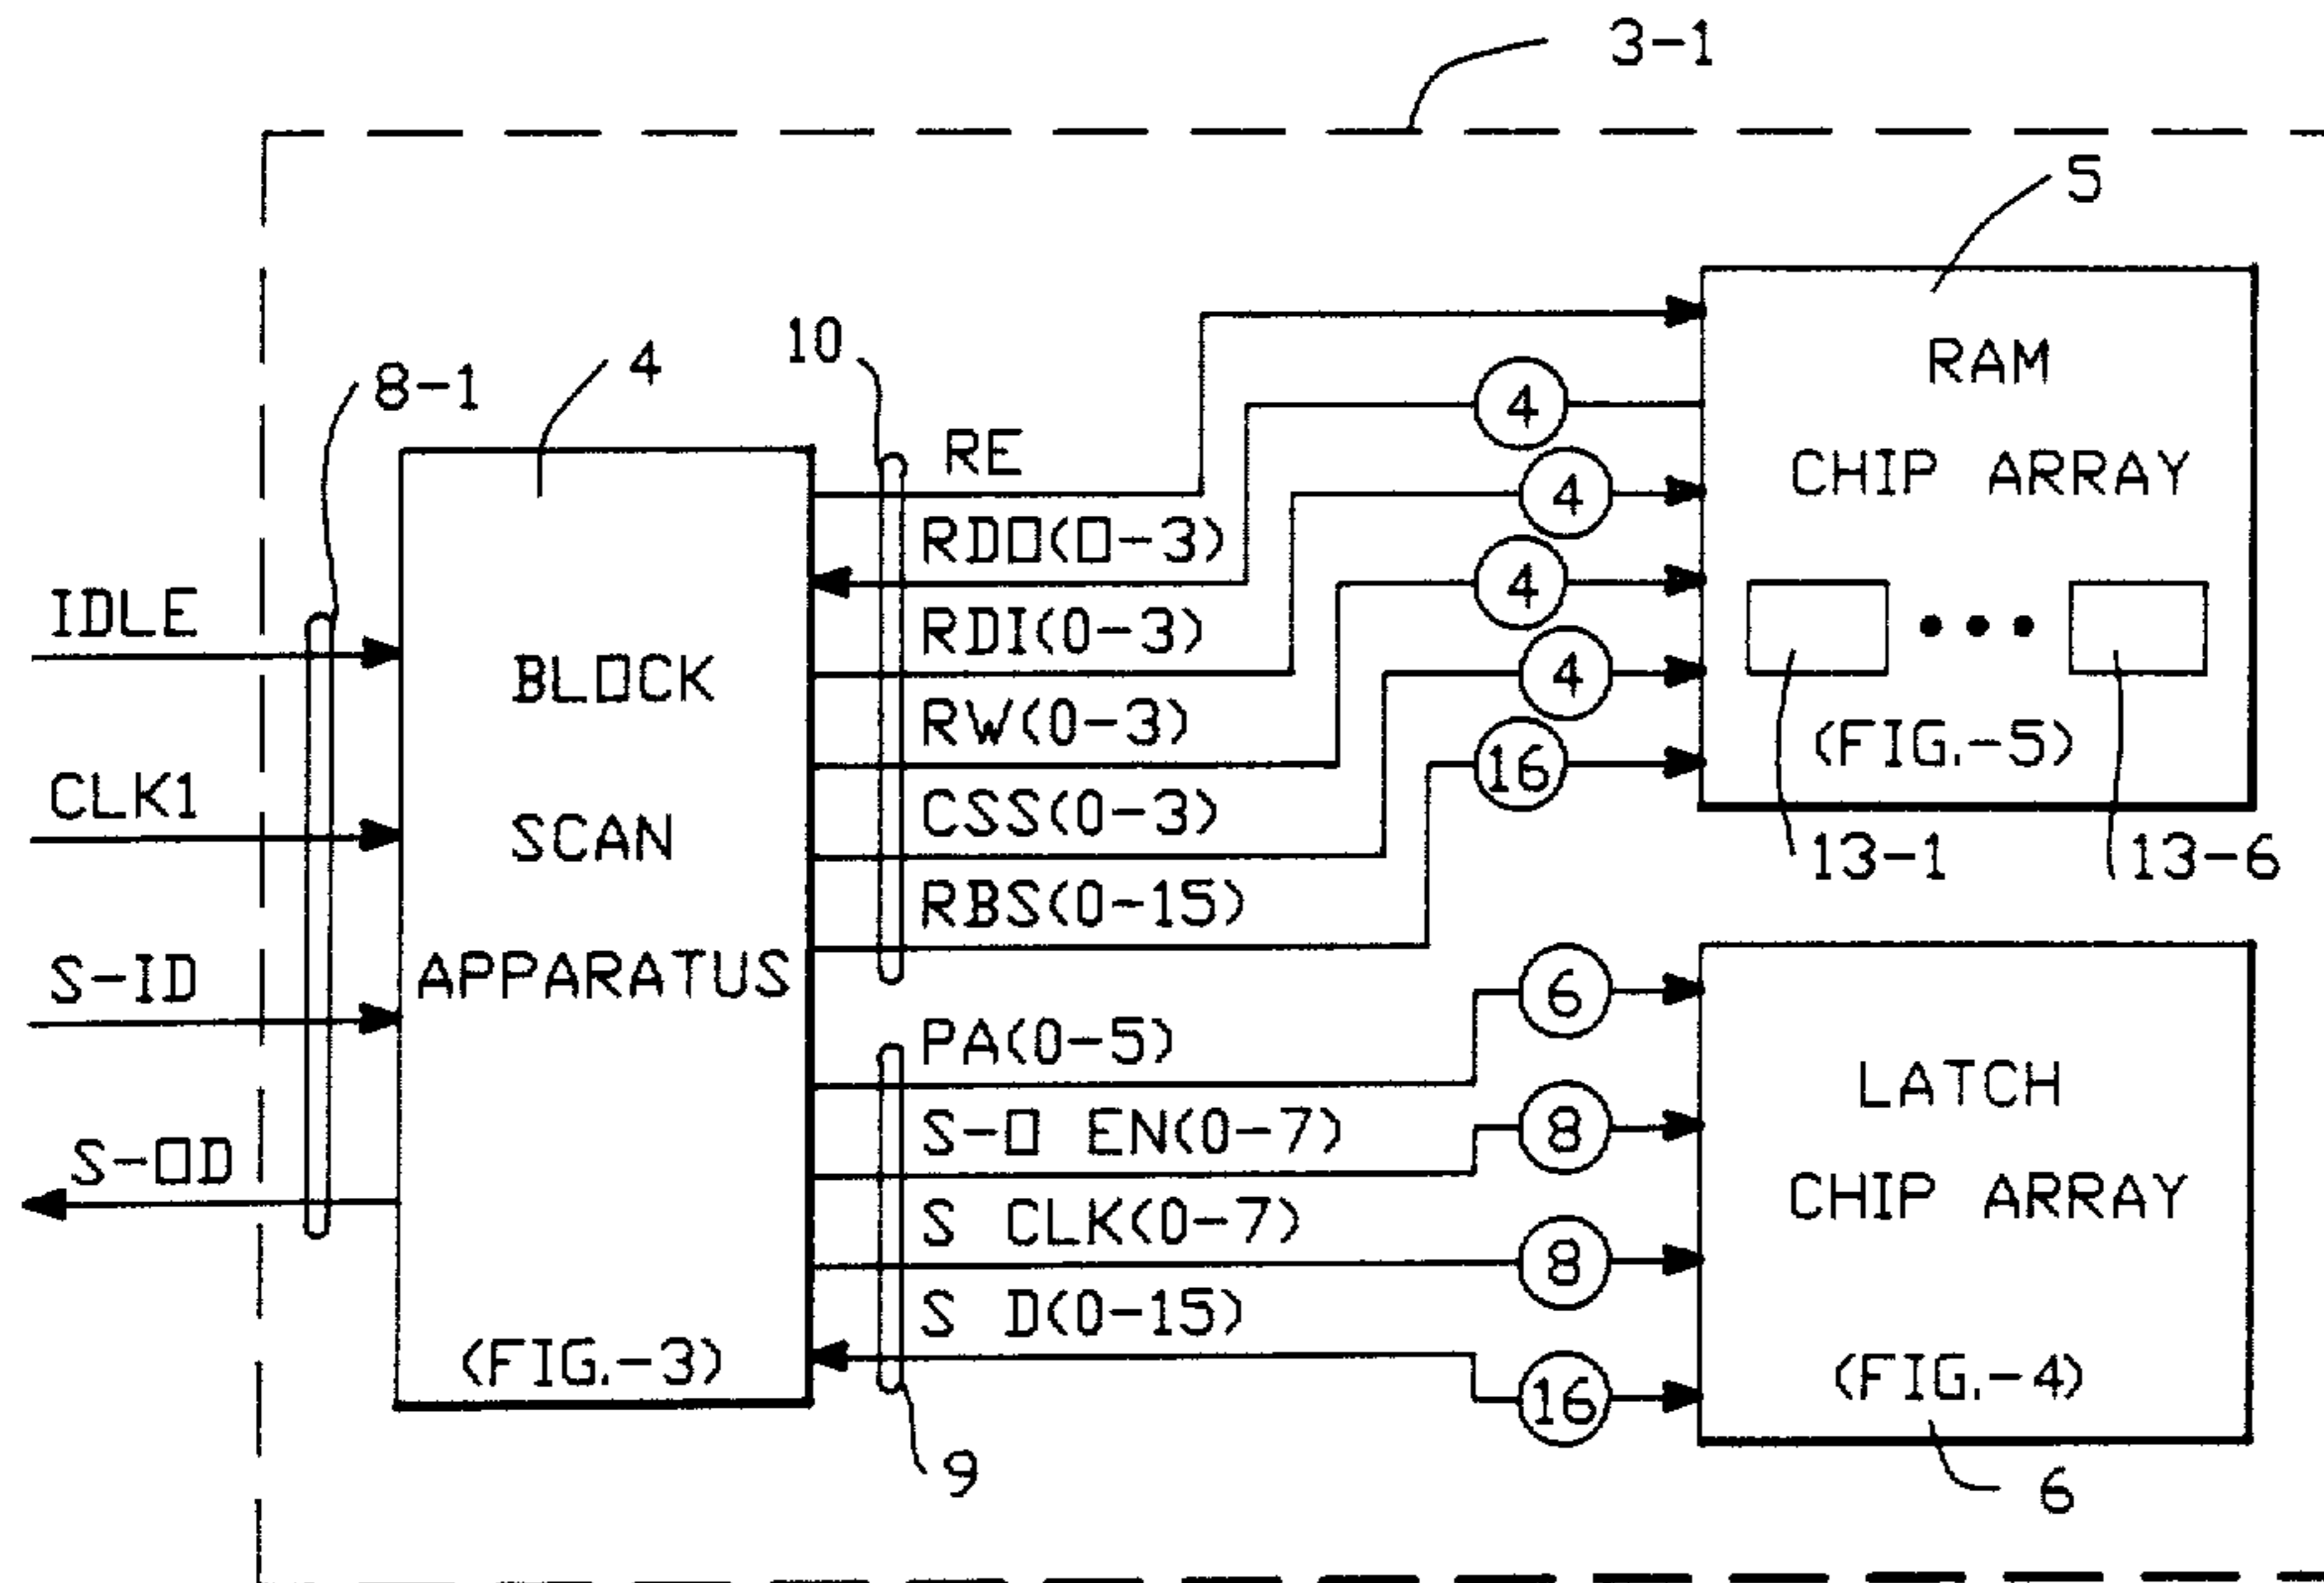 3-1
5
10
4
8-1
RE
4
RAM
CHIP ARRAY
4
RDO(0-3)
4
IDLE
RDI(0-3)
BLOCK
4
RW(0-3)
(FIG.-5)
16
CLK1
SCAN
CSS(0-3)
13-1
13-6
RBS(0-15)
S-ID
APPARATUS
6
PA(0-5)
LATCH
S-O EN(0-7)
8
S-OD
CHIP ARRAY
S CLK(0-7)
8
S D(0-15)
(FIG.-3)
(FIG.-4)
16
9
6